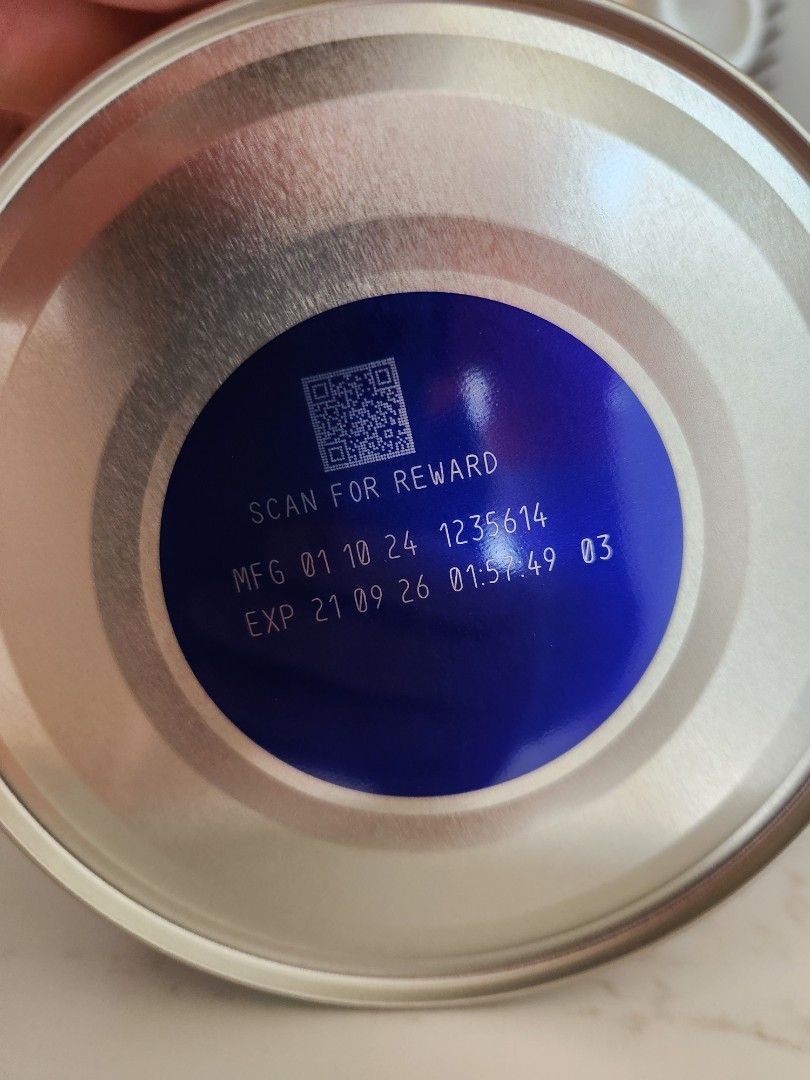 SCAN FOR REWARD
MFG 01 10 24 1235614
EXP 21 09 26 01:57:49 03